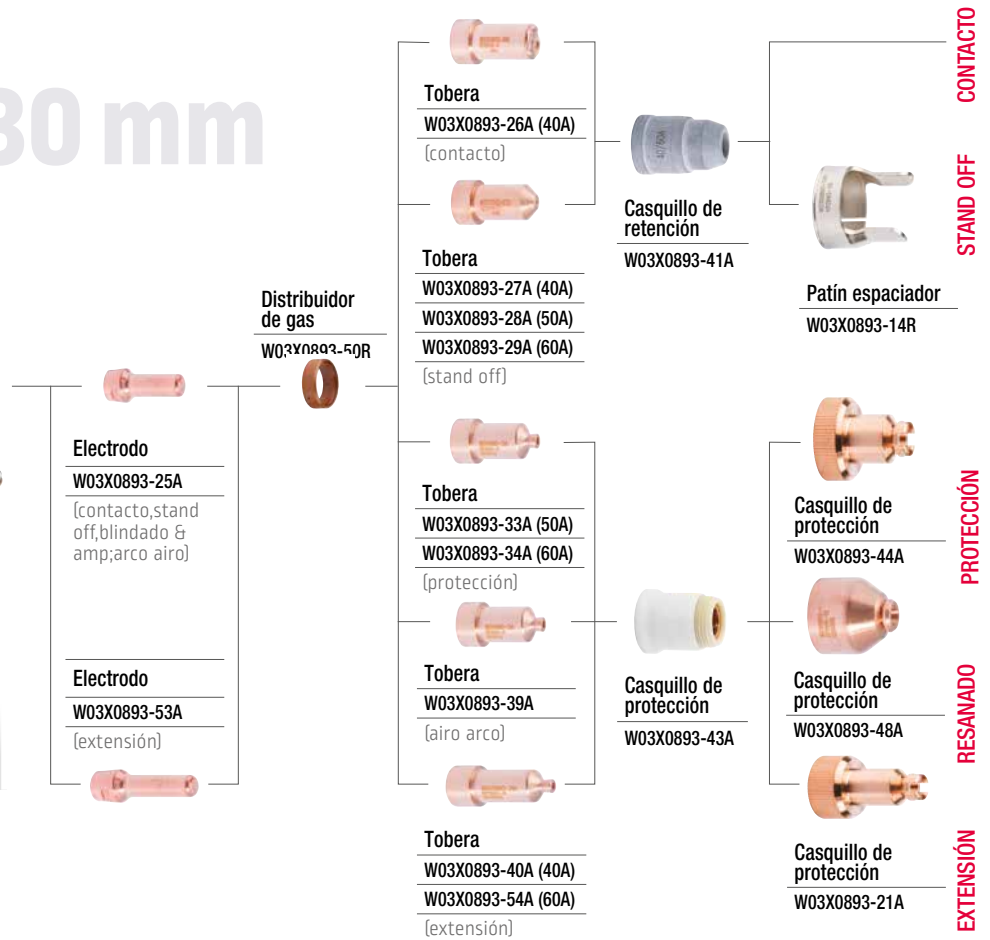 30 mm
Electrodo
W03X0893-25A
(contacto,stand
off,blindado &
amp;arco airo)
Electrodo
W03X0893-53A
(extensión)
Distribuidor
de gas
W03X0893-50R
Tobera
W03X0893-26A (40A)
(contacto)
Tobera
W03X0893-27A (40A)
W03X0893-28A (50A)
W03X0893-29A (60A)
(stand off)
Tobera
W03X0893-33A (50A)
W03X0893-34A (60A)
(protección)
Tobera
W03X0893-39A
(airo arco)
Tobera
W03X0893-40A (40A)
W03X0893-54A (60A)
(extensión)
40/60A
Casquillo de
retención
W03X0893-41A
Casquillo de
protección
W03X0893-43A
Patín espaciador
W03X0893-14R
Casquillo de
protección
W03X0893-44A
Casquillo de
protección
W03X0893-48A
Casquillo de
protección
W03X0893-21A
CONTACTO
STAND OFF
PROTECCIÓN
RESANADO
EXTENSIÓN